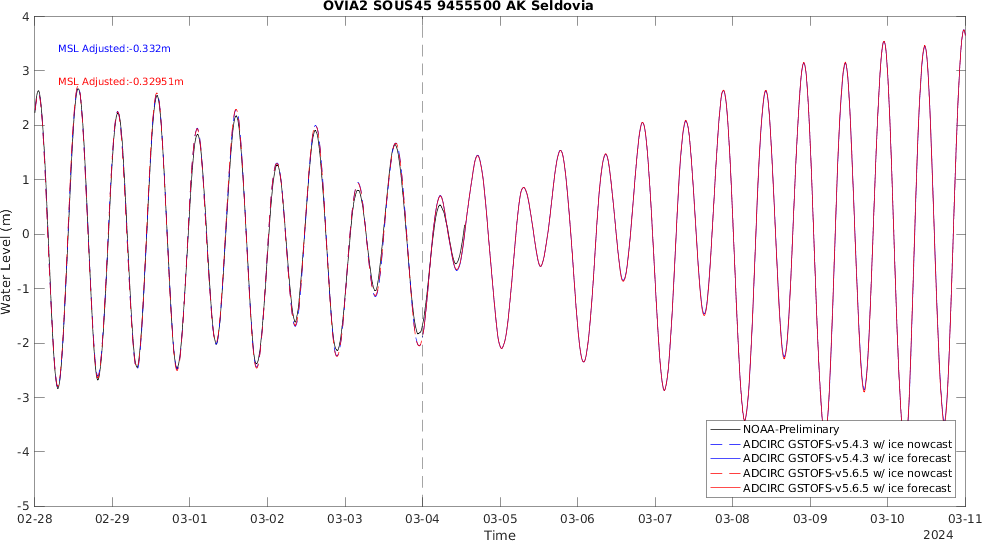 OVIA2 SOUS45 9455500 AK Seldovia
MSL Adjusted:-0.332m
MSL Adjusted:-0.32951m
4
3
2
1
0
-1
-2
-3
-4
-5
Water Level (m)
NOAA-Preliminary
ADCIRC GSTOFS-v5.4.3 w/ ice nowcast
ADCIRC GSTOFS-v5.4.3 w/ ice forecast
ADCIRC GSTOFS-v5.6.5 w/ ice nowcast
ADCIRC GSTOFS-v5.6.5 w/ ice forecast
02-28 02-29 03-01 03-02 03-03 03-04 03-05 03-06 03-07 03-08 03-09 03-10 03-11
Time
2024